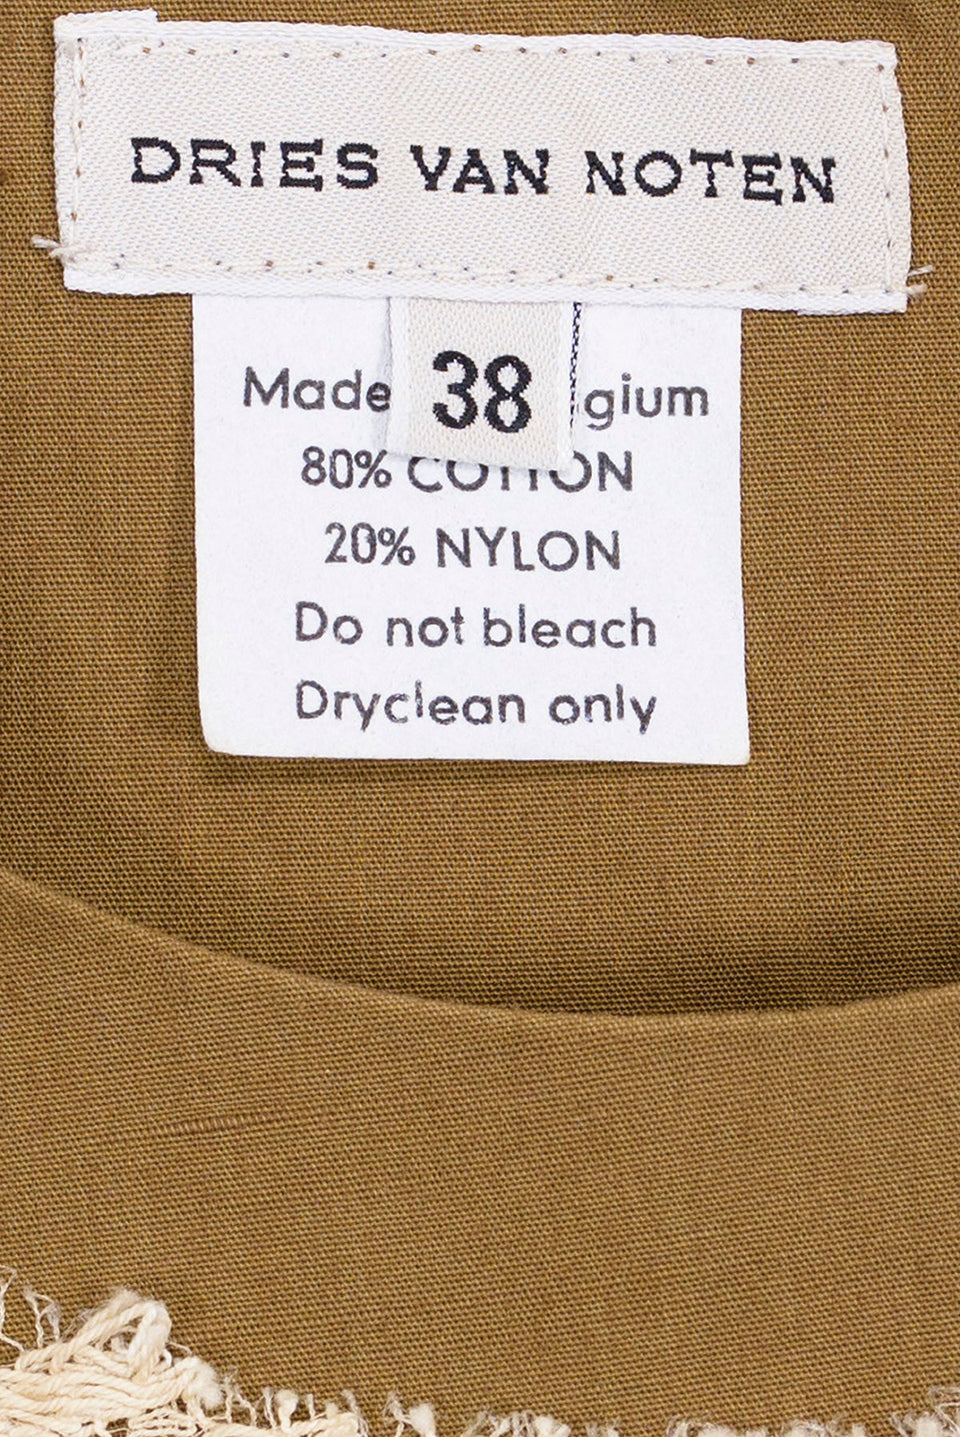 DRIES VAN NOTEN
38
Made gium
80% COTTON
20% NYLON
Do not bleach
Dryclean only